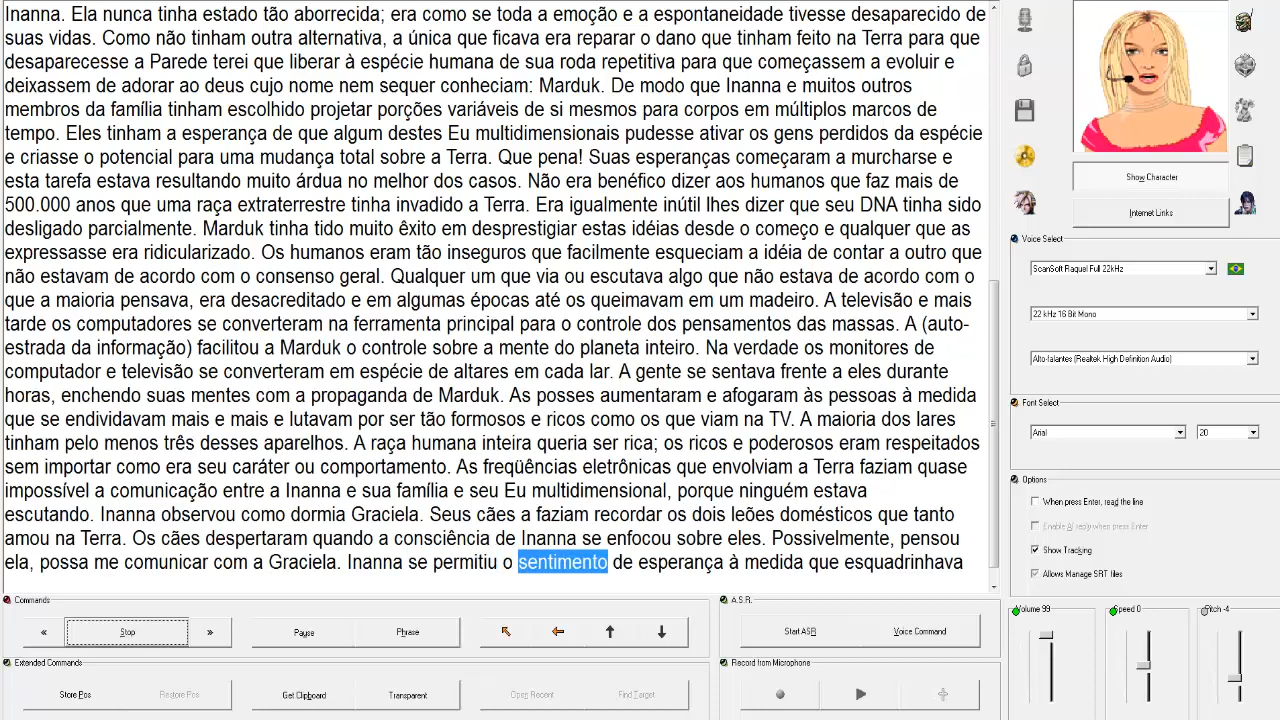 Inanna. Ela nunca tinha estado tão aborrecida; era como se toda a emoção e a espontaneidade tivesse desaparecido de
suas vidas. Como não tinham outra alternativa, a única que ficava era reparar o dano que tinham feito na Terra para que
desaparecesse a Parede terei que liberar à espécie humana de sua roda repetitiva para que começassem a evoluir e
deixassem de adorar ao deus cujo nome nem sequer conheciam: Marduk. De modo que Inanna e muitos outros
membros da família tinham escolhido projetar porções variáveis de si mesmos para corpos em múltiplos marcos de
tempo. Eles tinham a esperança de que algum destes Eu multidimensionais pudesse ativar os gens perdidos da espécie
e criasse o potencial para uma mudança total sobre a Terra. Que pena! Suas esperanças começaram a murcharse e
esta tarefa estava resultando muito árdua no melhor dos casos. Não era benéfico dizer aos humanos que faz mais de
500.000 anos que uma raça extraterrestre tinha invadido a Terra. Era igualmente inútil lhes dizer que seu DNA tinha sido
desligado parcialmente. Marduk tinha tido muito êxito em desprestigiar estas idéias desde o começo e qualquer que as
expressasse era ridicularizado. Os humanos eram tão inseguros que facilmente esqueciam a idéia de contar a outro que
não estavam de acordo com o consenso geral. Qualquer um que via ou escutava algo que não estava de acordo com o
que a maioria pensava, era desacreditado e em algumas épocas até os queimavam em um madeiro. A televisão e mais
tarde os computadores se converteram na ferramenta principal para o controle dos pensamentos das massas. A (auto-
estrada da informação) facilitou a Marduk o controle sobre a mente do planeta inteiro. Na verdade os monitores de
computador e televisão se converteram em espécie de altares em cada lar. A gente se sentava frente a eles durante
horas, enchendo suas mentes com a propaganda de Marduk. As posses aumentaram e afogaram às pessoas à medida
que se endividavam mais e mais e lutavam por ser tão formosos e ricos como os que viam na TV. A maioria dos lares
tinham pelo menos três desses aparelhos. A raça humana inteira queria ser rica; os ricos e poderosos eram respeitados
sem importar como era seu caráter ou comportamento. As freqüências eletrônicas que envolviam a Terra faziam quase
impossível a comunicação entre a Inanna e sua família e seu Eu multidimensional, porque ninguém estava
escutando. Inanna observou como dormia Graciela. Seus cães a faziam recordar os dois leões domésticos que tanto
amou na Terra. Os cães despertaram quando a consciência de Inanna se enfocou sobre eles. Possivelmente, pensou
ela, possa me comunicar com a Graciela. Inanna se permitiu o sentimento de esperança à medida que esquadrinhava
Show Character
Internet Links
Voice Select
ScanSoft Raquel Full 22kHz
22 kHz 16 Bit Mono
Alto-falantes (Realtek High Definition Audio)
Font Select
Arial 20
Options
When press Enter, read the line
Enable AI reply when press Enter
Show Tracking
Allows Manage SRT files
Volume 99 Speed 0 Pitch -4
Commands
« Stop » Payse Phrase
A.S.R.
Start ASR Voice Command
Extended Commands
Store Pos Restore Pos Get Clipboard Transparent Open Recent Find Target
Record from Microphone